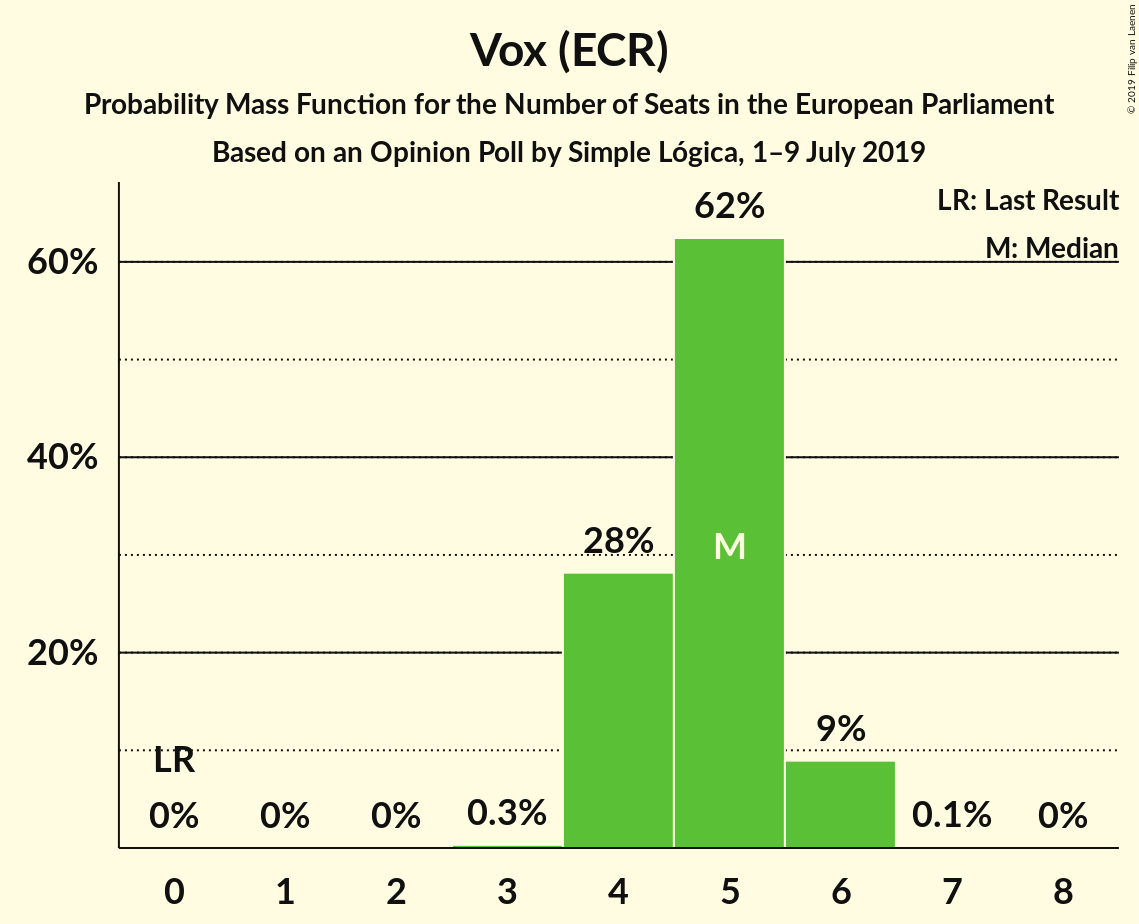 Vox (ECR)
Probability Mass Function for the Number of Seats in the European Parliament
Based on an Opinion Poll by Simple Lógica, 1–9 July 2019
© 2019 Filip van Laenen
LR: Last Result
M: Median
62%
60%
40%
28%
M
20%
9%
LR
0% 0% 0% 0.3% 0.1% 0%
0 1 2 3 4 5 6 7 8